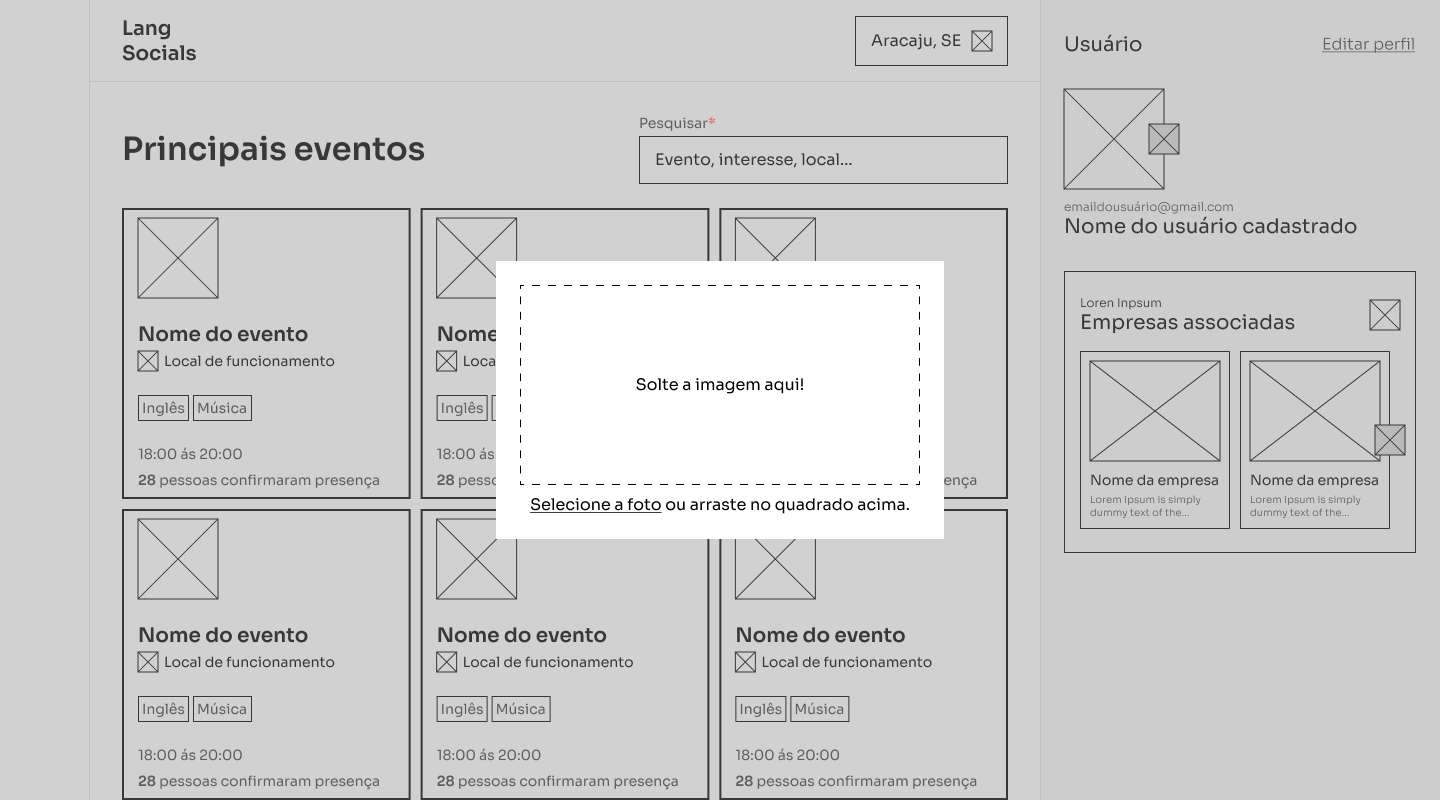 Lang
Socials
Aracaju, SE
Usuário
Editar perfil
Principais eventos
Pesquisar*
Evento, interesse, local...
emaildousuário@gmail.com
Nome do usuário cadastrado
Loren Inpsum
Empresas associadas
Nome da empresa
Lorem Ipsum is simply
dummy text of the...
Nome da empresa
Lorem Ipsum is simply
dummy text of the...
Nome do evento
Local de funcionamento
Inglês
Música
18:00 ás 20:00
28 pessoas confirmaram presença
Inglês
18:00 ás
28
Solte a imagem aqui!
Selecione a foto ou arraste no quadrado acima.
Nome do evento
Local de funcionamento
Inglês
Música
18:00 ás 20:00
28 pessoas confirmaram presença
Nome do evento
Local de funcionamento
Inglês
Música
18:00 ás 20:00
28 pessoas confirmaram presença
Nome do evento
Local de funcionamento
Inglês
Música
18:00 ás 20:00
28 pessoas confirmaram presença